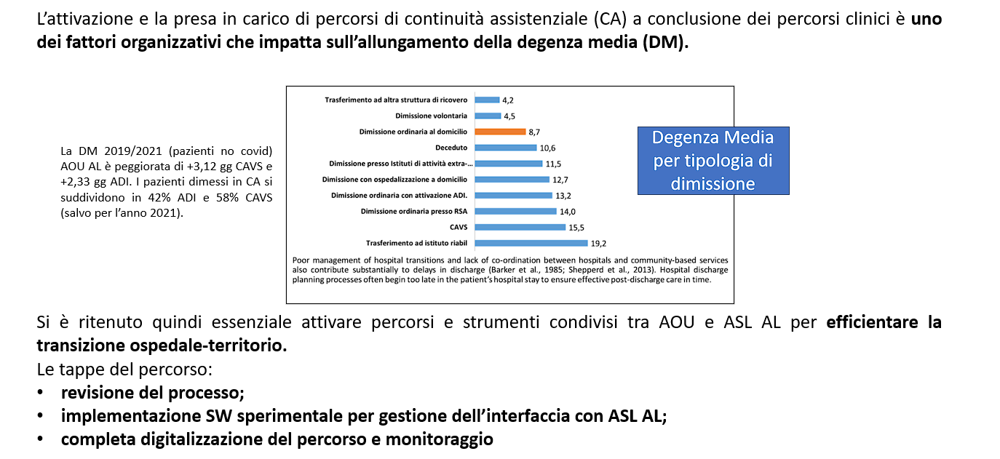 L’attivazione e la presa in carico di percorsi di continuità assistenziale (CA) a conclusione dei percorsi clinici è uno
dei fattori organizzativi che impatta sull’allungamento della degenza media (DM).
La DM 2019/2021 (pazienti no covid)
AOU AL è peggiorata di +3,12 gg CAVS e
+2,33 gg ADI. I pazienti dimessi in CA si
suddividono in 42% ADI e 58% CAVS
(salvo per l’anno 2021).
Trasferimento ad altra struttura di ricovero 4,2
Dimissione volontaria 4,5
Dimissione ordinaria al domicilio 8,7
Deceduto 10,6
Dimissione presso Istituti di attività extra-... 11,5
Dimissione con ospedalizzazione a domicilio 12,7
Dimissione ordinaria con attivazione ADI. 13,2
Dimissione ordinaria presso RSA 14,0
CAVS 15,5
Trasferimento ad istituto riabil 19,2
Degenza Media
per tipologia di
dimissione
Poor management of hospital transitions and lack of co-ordination between hospitals and community-based services
also contribute substantially to delays in discharge (Barker et al., 1985; Shepperd et al., 2013). Hospital discharge
planning processes often begin too late in the patient’s hospital stay to ensure effective post-discharge care in time.
Si è ritenuto quindi essenziale attivare percorsi e strumenti condivisi tra AOU e ASL AL per efficientare la
transizione ospedale-territorio.
Le tappe del percorso:
• revisione del processo;
• implementazione SW sperimentale per gestione dell’interfaccia con ASL AL;
• completa digitalizzazione del percorso e monitoraggio